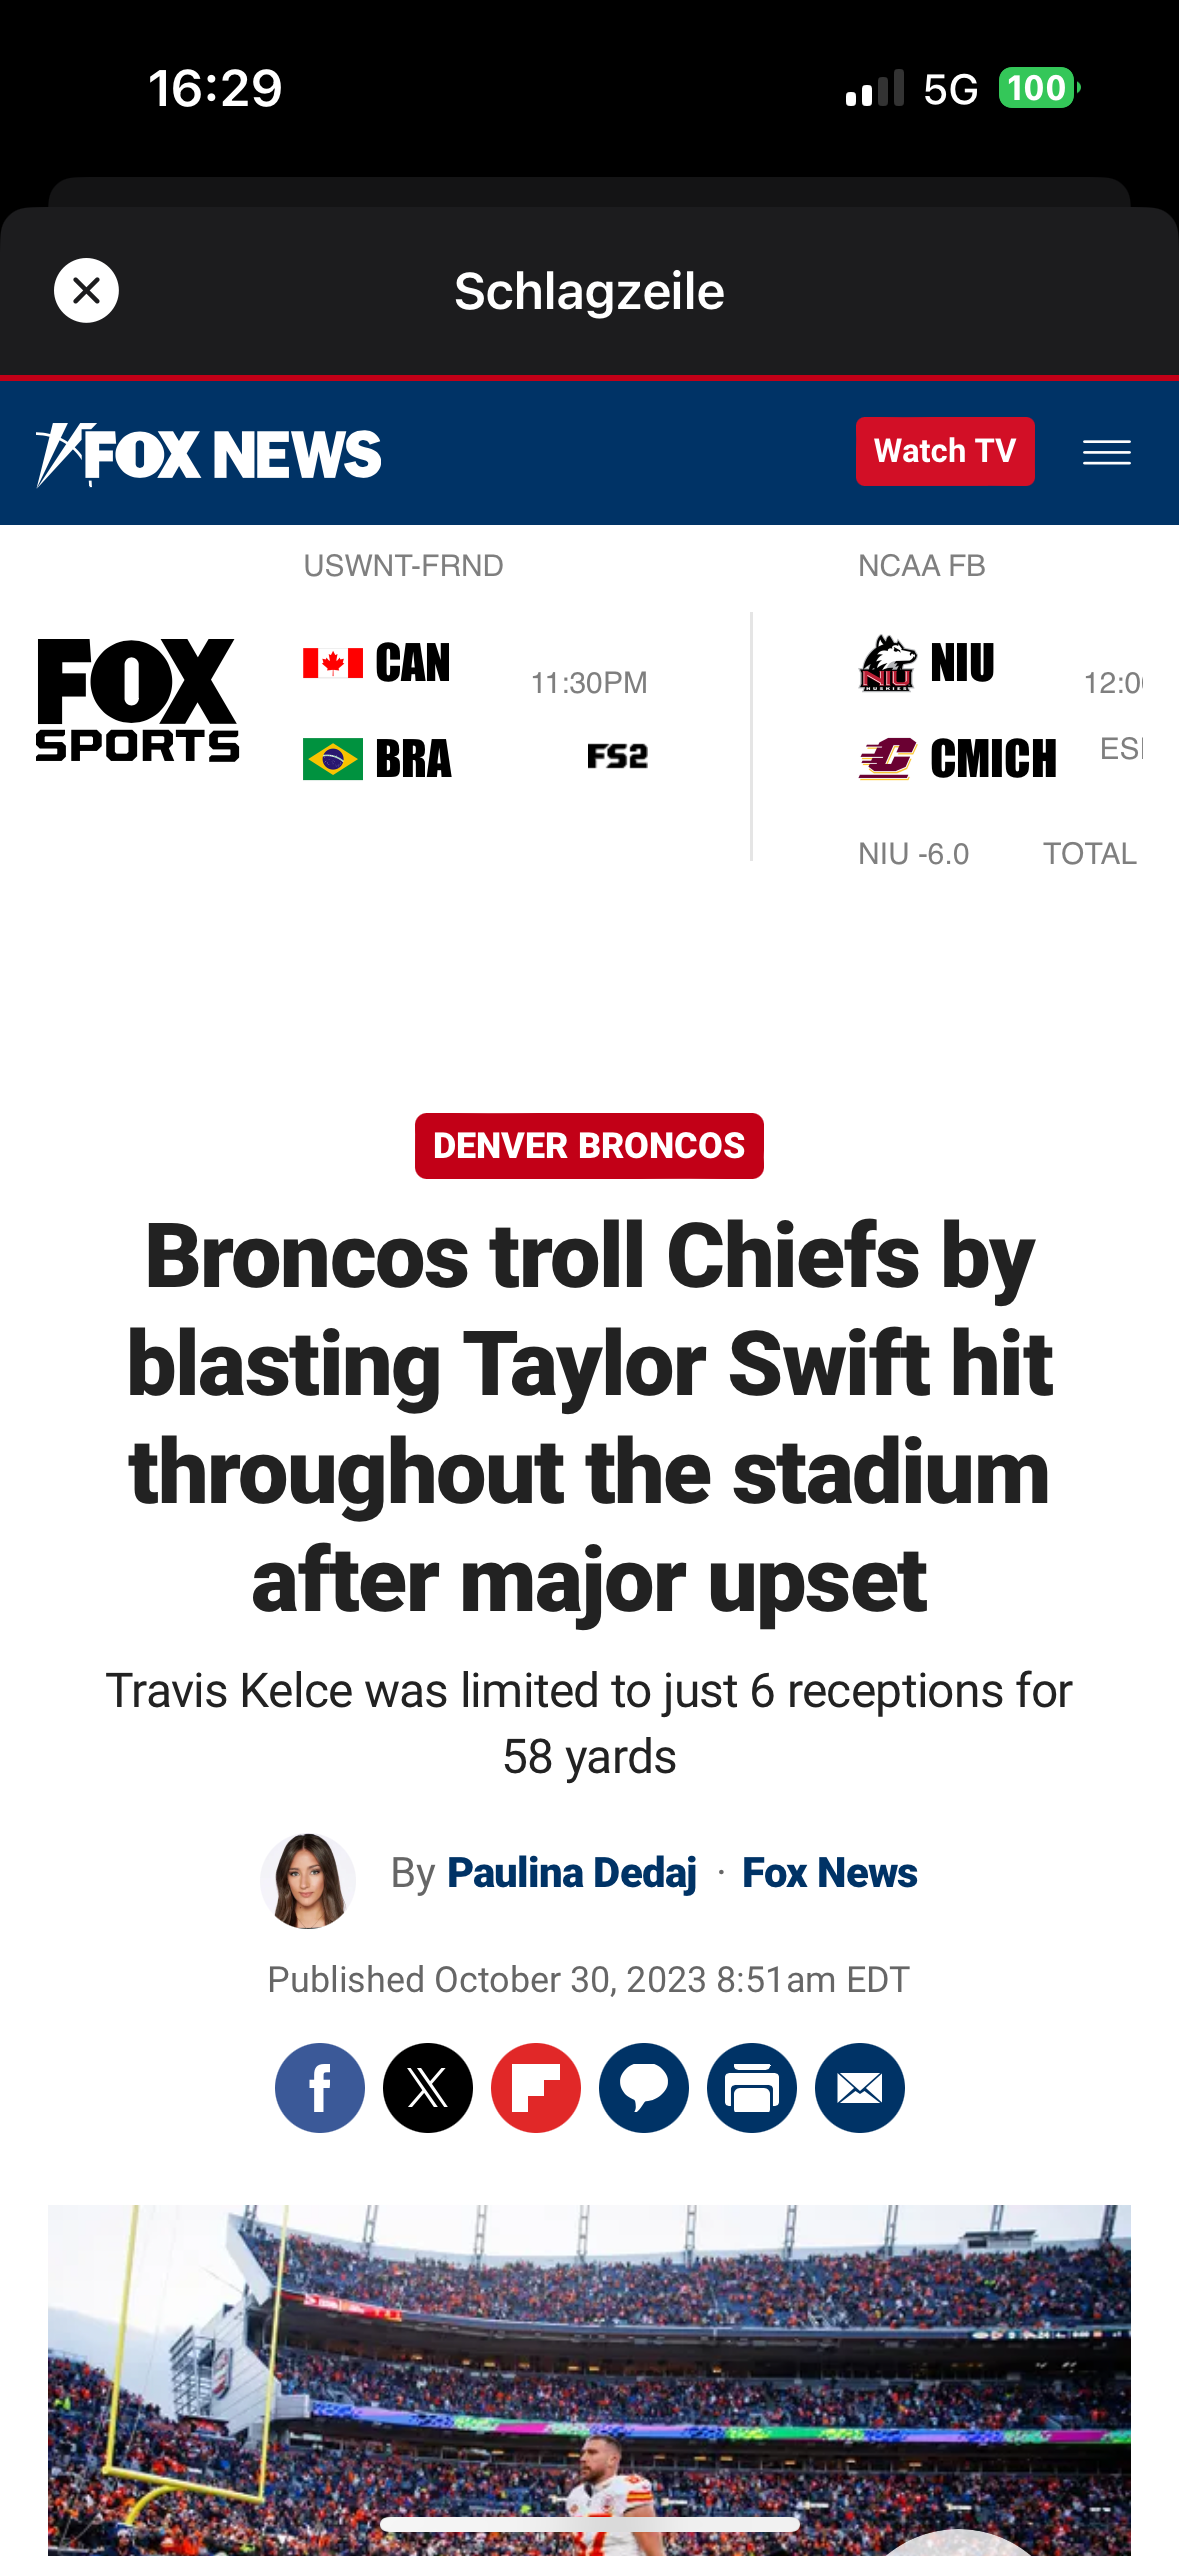 16:29
5G 100
Schlagzeile
FOX NEWS
Watch TV
USWNT-FRND
NCAA FB
FOX
SPORTS
CAN
11:30PM
BRA
FS2
NIU
NIU
HUSKIES
12:0
C
CMICH
ES
NIU -6.0
TOTAL
DENVER BRONCOS
Broncos troll Chiefs by
blasting Taylor Swift hit
throughout the stadium
after major upset
Travis Kelce was limited to just 6 receptions for
58 yards
By Paulina Dedaj · Fox News
Published October 30, 2023 8:51am EDT